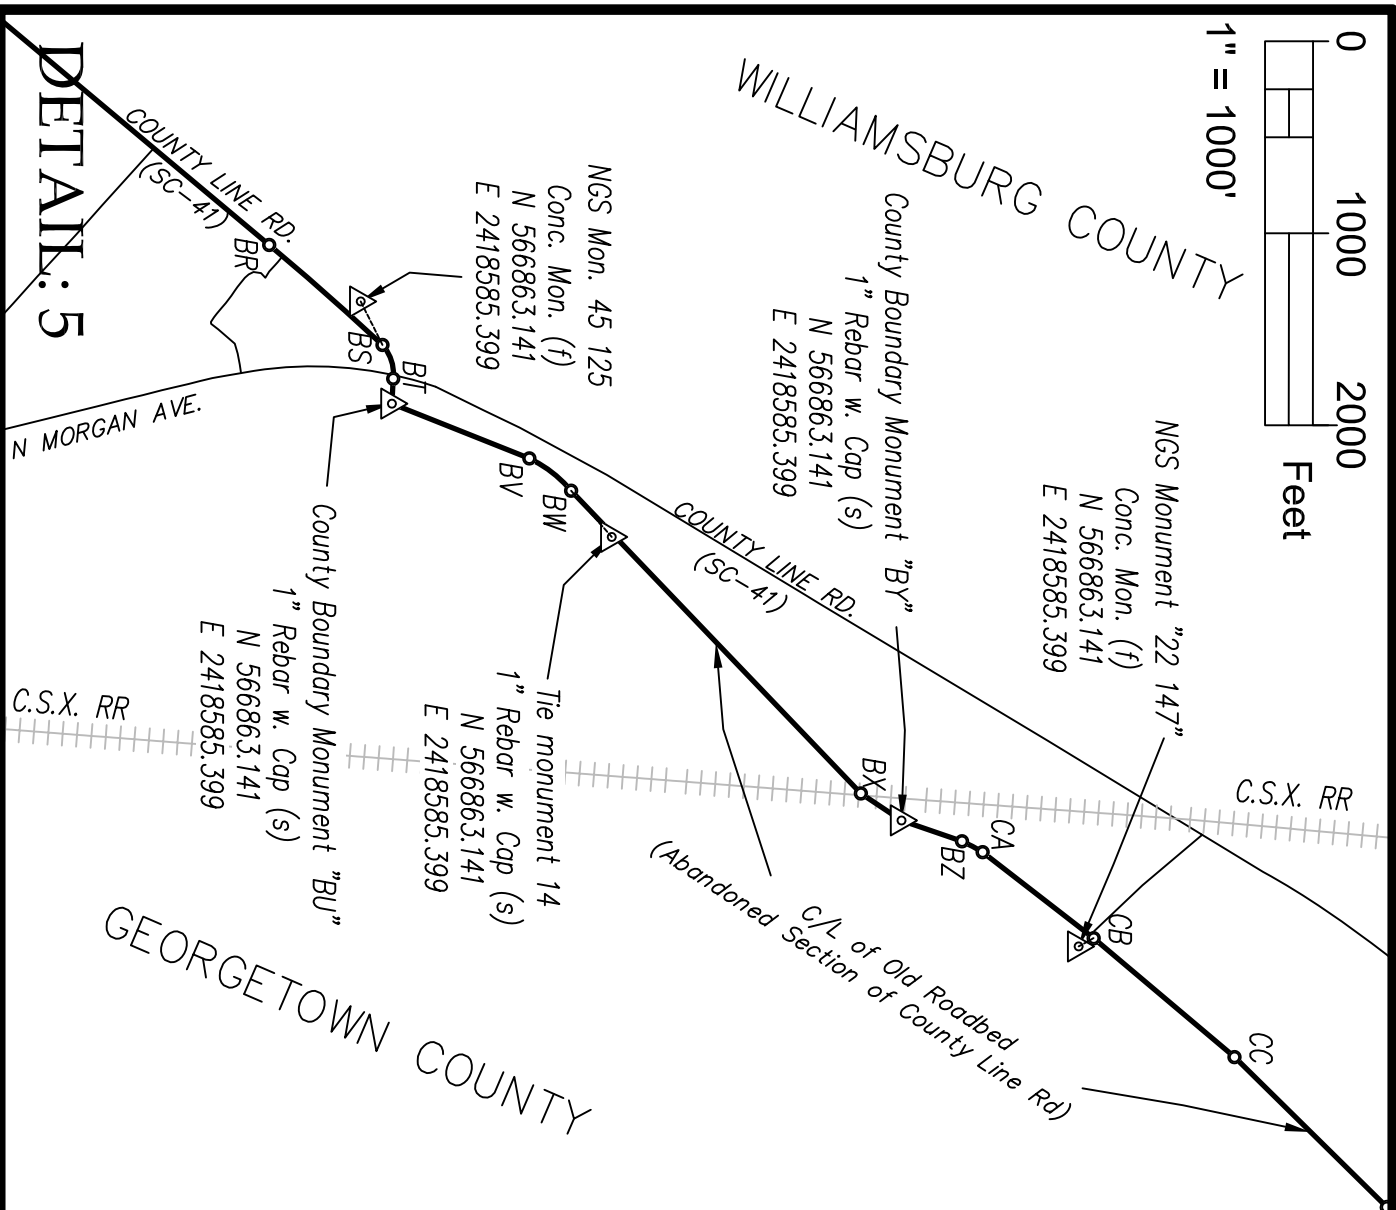 0
1000
2000
Feet
1" = 1000'
WILLIAMSBURG COUNTY
NGS Monument "22 147"
Conc. Mon. (f)
N 566863.141
E 2418585.399
County Boundary Monument "BY"
1" Rebar w. Cap (s)
N 566863.141
E 2418585.399
NGS Mon. 45 125
Conc. Mon. (f)
N 566863.141
E 2418585.399
COUNTY LINE RD.
(SC-41)
COUNTY LINE RD.
(SC-41)
BR
BS
BT
BV
BW
BX
BZ
CA
CB
CC
C.S.X. RR
C.S.X. RR
N MORGAN AVE.
Tie monument 14
1" Rebar w. Cap (s)
N 566863.141
E 2418585.399
County Boundary Monument "BU"
1" Rebar w. Cap (s)
N 566863.141
E 2418585.399
C/L of Old Roadbed
(Abandoned Section of County Line Rd)
GEORGETOWN COUNTY
DETAIL: 5